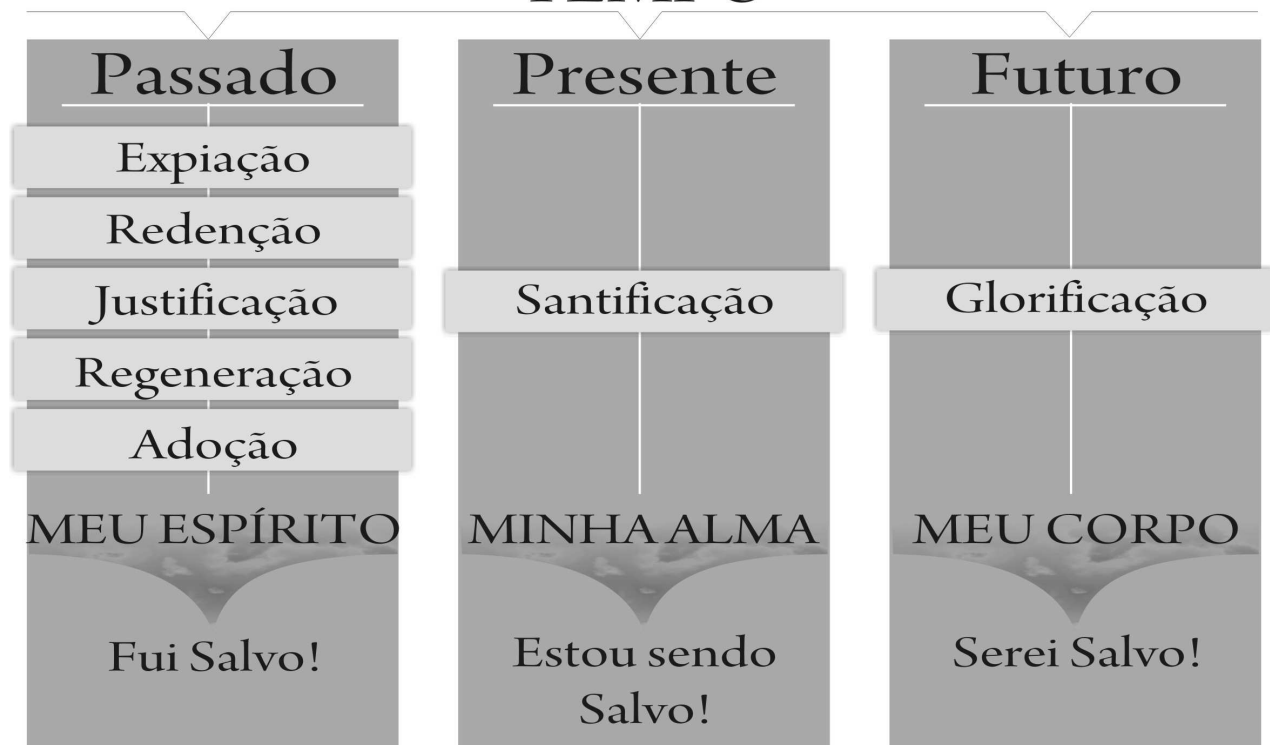 Passado
Expiação
Redenção
Justificação
Regeneração
Adoção
MEU ESPÍRITO
Fui Salvo!
Presente
Santificação
MINHA ALMA
Estou sendo
Salvo!
Futuro
Glorificação
MEU CORPO
Serei Salvo!